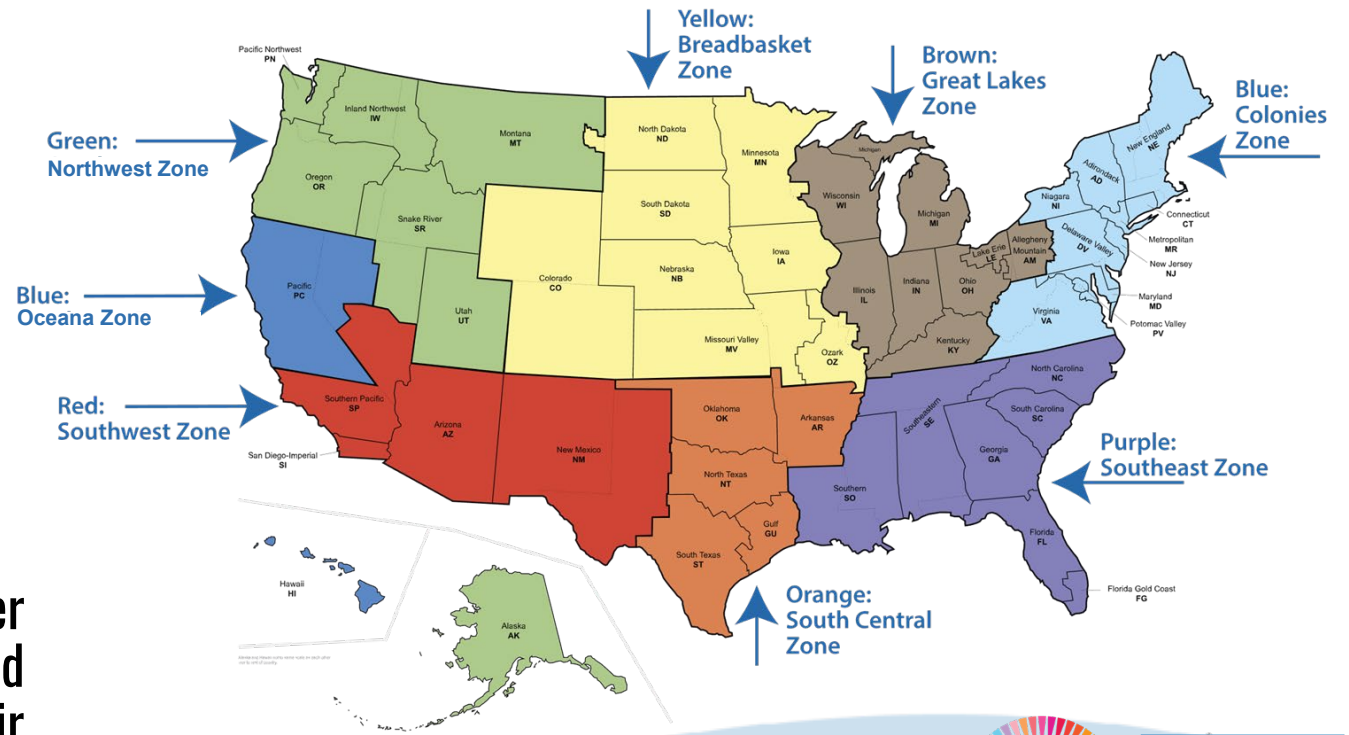 Yellow:
Breadbasket
Zone
Brown:
Great Lakes
Zone
Blue:
Colonies
Zone
Green:
Northwest Zone
Blue:
Oceana Zone
Red:
Southwest Zone
Purple:
Southeast Zone
Orange:
South Central
Zone
Pacific Northwest
PN
Inland Northwest
IW
Montana
MT
Oregon
OR
Snake River
SR
Pacific
PC
Utah
UT
Southern Pacific
SP
San Diego-Imperial
SI
Arizona
AZ
New Mexico
NM
North Dakota
ND
Minnesota
MN
South Dakota
SD
Nebraska
NB
Iowa
IA
Colorado
CO
Missouri Valley
MV
Ozark
OZ
Oklahoma
OK
Arkansas
AR
North Texas
NT
Gulf
GU
South Texas
ST
Michigan
Wisconsin
WI
Michigan
MI
Illinois
IL
Indiana
IN
Ohio
OH
Lake Erie
LE
Allegheny
Mountain
AM
Kentucky
KY
New England
NE
Adirondack
AD
Niagara
NI
Connecticut
CT
Metropolitan
MR
Delaware Valley
DV
New Jersey
NJ
Maryland
MD
Potomac Valley
PV
Virginia
VA
North Carolina
NC
South Carolina
SC
Southeastern
SE
Georgia
GA
Southern
SO
Florida
FL
Florida Gold Coast
FG
Hawaii
HI
Alaska
AK
er
d
ir